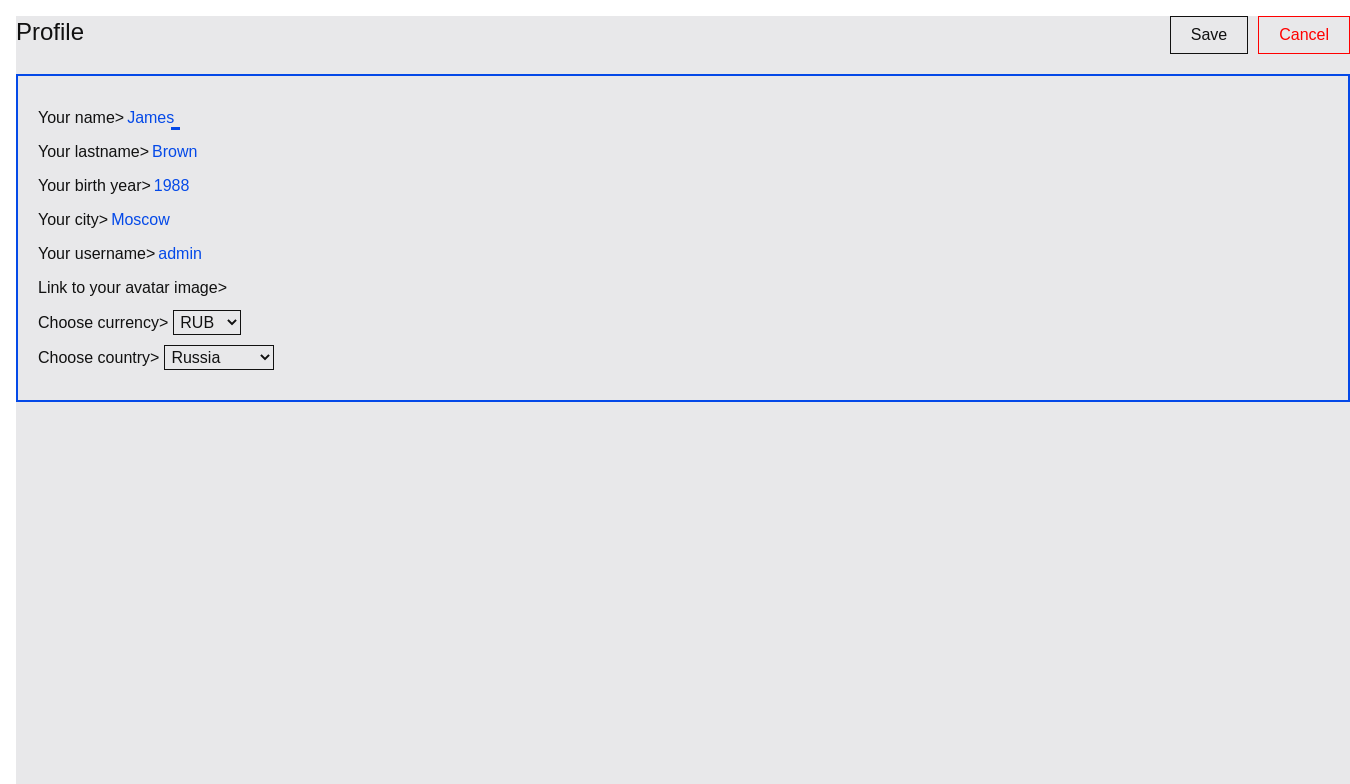 Profile
Save
Cancel
Your name> James_
Your lastname> Brown
Your birth year> 1988
Your city> Moscow
Your username> admin
Link to your avatar image>
Choose currency> RUB
Choose country> Russia